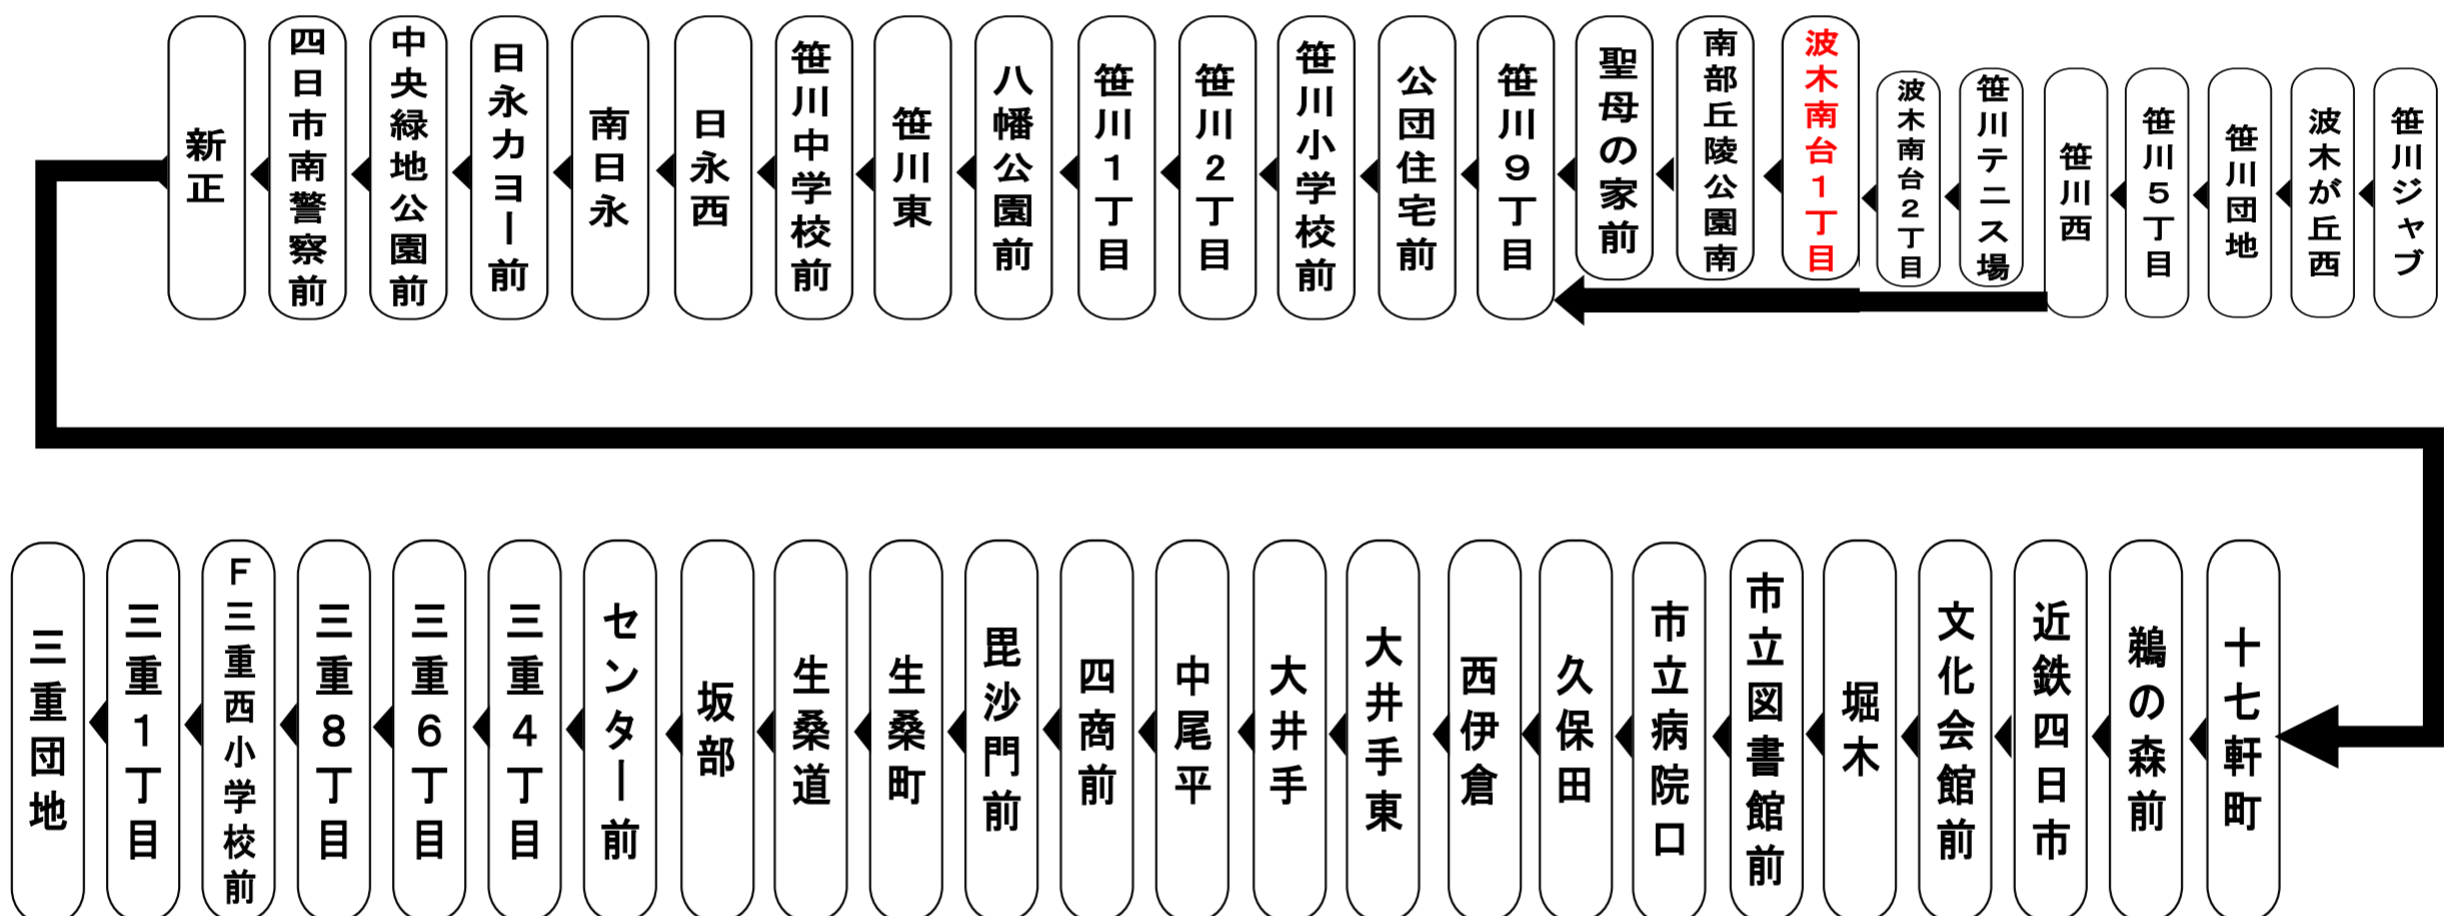 笹川ジャブ
波木が丘西
笹川団地
笹川5丁目
笹川西
笹川テニス場
波木南台2丁目
波木南台1丁目
南部丘陵公園南
聖母の家前
笹川9丁目
公団住宅前
笹川小学校前
笹川2丁目
笹川1丁目
八幡公園前
笹川東
笹川中学校前
日永西
南日永
日永カヨー前
中央緑地公園前
四日市南警察前
新正
十七軒町
鵜の森前
近鉄四日市
文化会館前
堀木
市立図書館前
市立病院口
久保田
西伊倉
大井手東
大井手
中尾平
四商前
毘沙門前
生桑町
生桑道
坂部
センター前
三重4丁目
三重6丁目
三重8丁目
F三重西小学校前
三重1丁目
三重団地